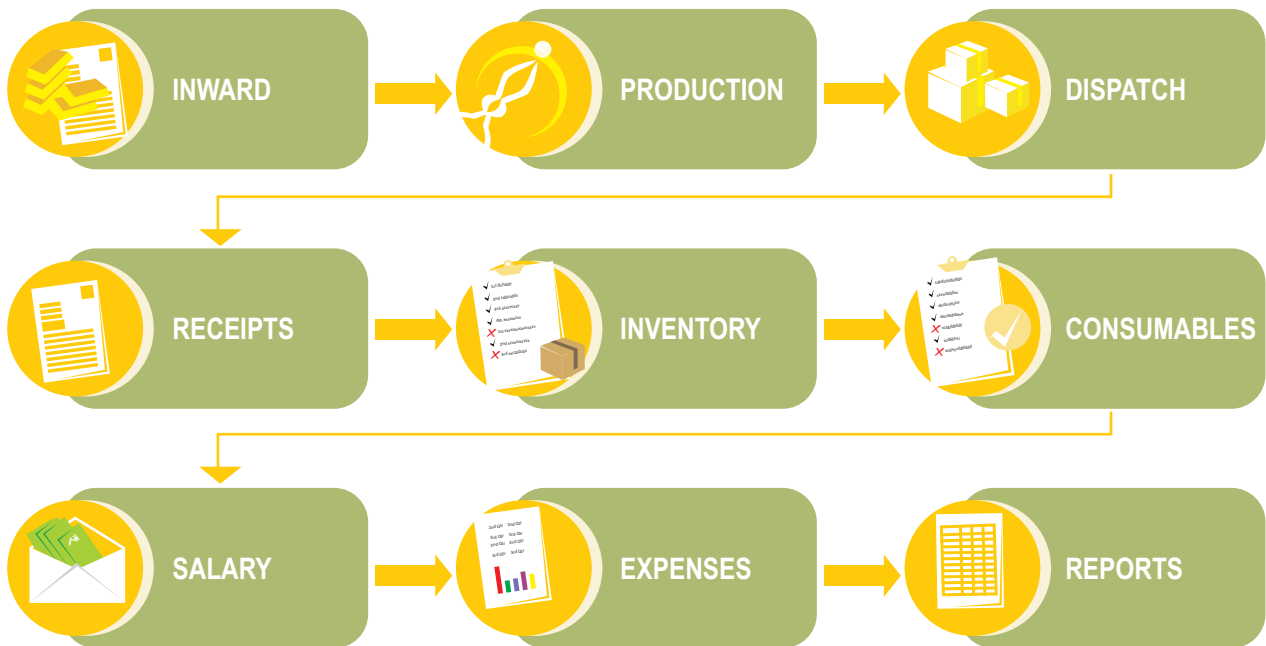 INWARD
PRODUCTION
DISPATCH
RECEIPTS
INVENTORY
CONSUMABLES
SALARY
EXPENSES
REPORTS